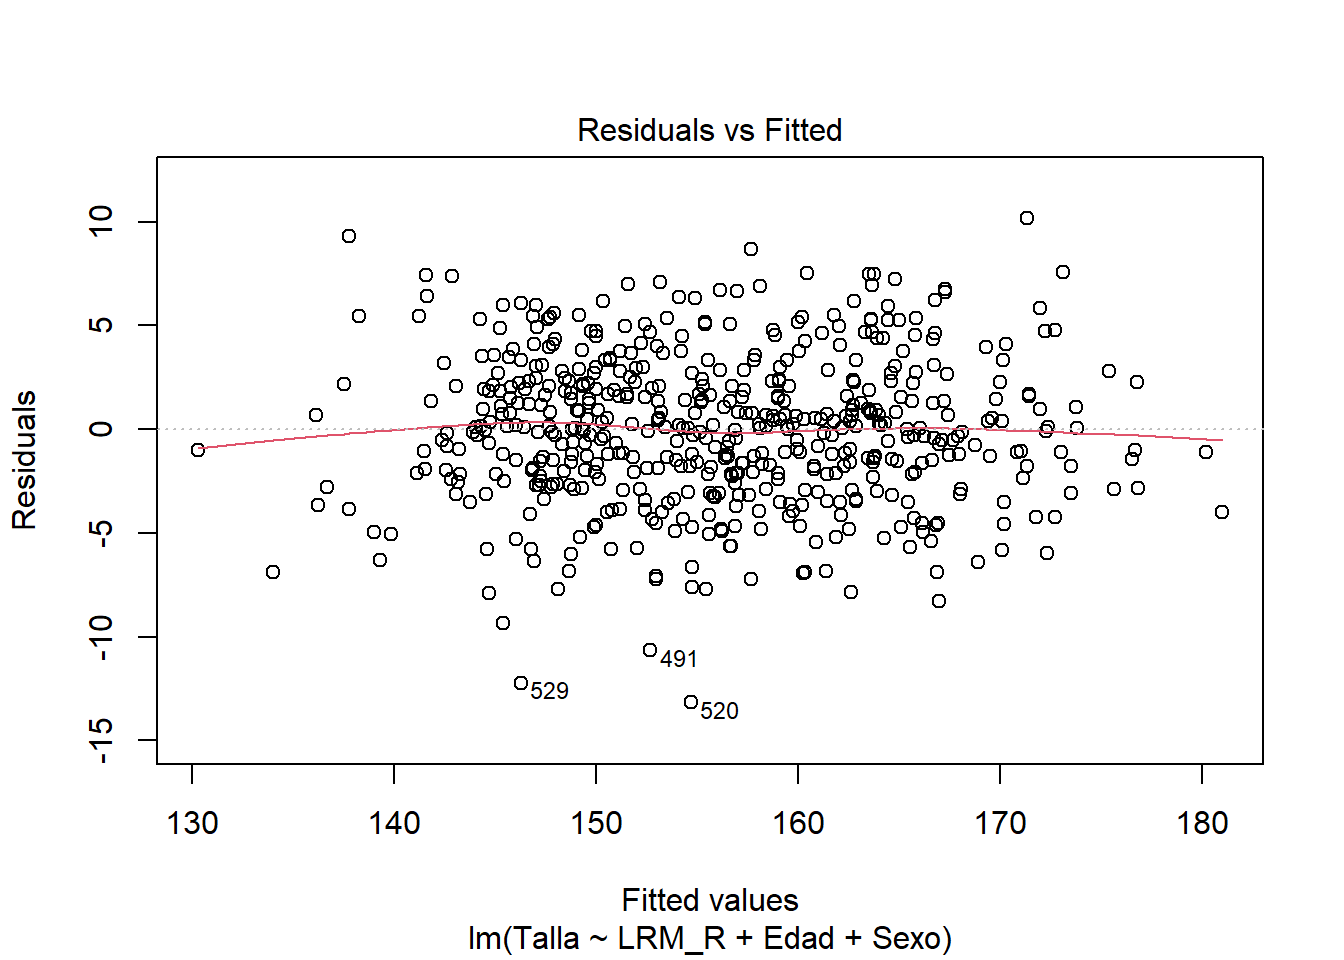 Residuals vs Fitted
Residuals
10
5
0
-5
-10
-15
491
529
520
130 140 150 160 170 180
Fitted values
lm(Talla ~ LRM_R + Edad + Sexo)